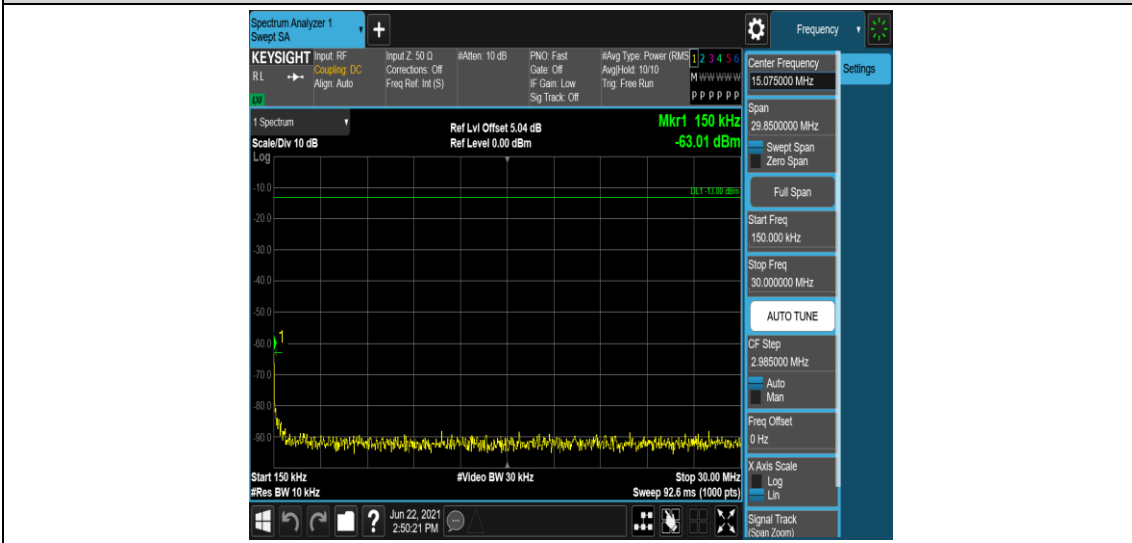 Spectrum Analyzer 1
Swept SA
+
Frequency
KEYSIGHT
RL
LXI
Input: RF
Coupling: DC
Align: Auto
Input Z: 50 Ω
Corrections: Off
Freq Ref: Int (S)
#Atten: 10 dB
PNO: Fast
Gate: Off
IF Gain: Low
Sig Track: Off
#Avg Type: Power (RMS
Avg|Hold: 10/10
Trig: Free Run
1 2 3 4 5 6
M W W W W W
P P P P P P
1 Spectrum
Scale/Div 10 dB
Log
Ref Lvl Offset 5.04 dB
Ref Level 0.00 dBm
Mkr1 150 kHz
-63.01 dBm
-10.0
DL1 -13.00 dBm
-20.0
-30.0
-40.0
-50.0
1
-60.0
-70.0
-80.0
-90.0
Start 150 kHz
#Res BW 10 kHz
#Video BW 30 kHz
Stop 30.00 MHz
Sweep 92.6 ms (1000 pts)
?
Jun 22, 2021
2:50:21 PM
Center Frequency
15.075000 MHz
Settings
Span
29.8500000 MHz
Swept Span
Zero Span
Full Span
Start Freq
150.000 kHz
Stop Freq
30.000000 MHz
AUTO TUNE
CF Step
2.985000 MHz
Auto
Man
Freq Offset
0 Hz
X Axis Scale
Log
Lin
Signal Track
(Span Zoom)